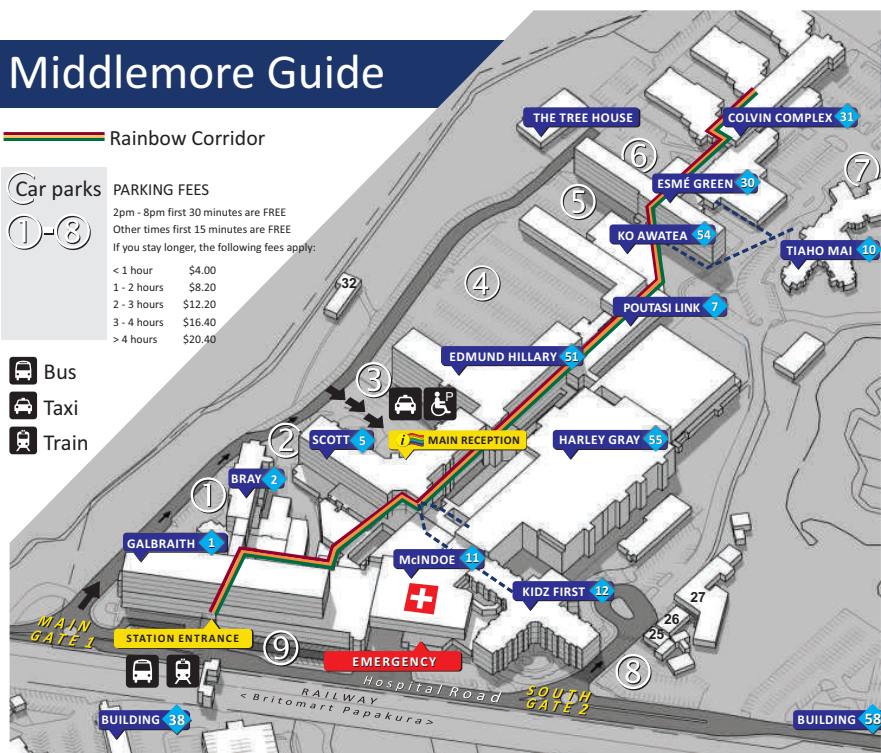 Middlemore Guide
Rainbow Corridor
Car parks
1-8
PARKING FEES
2pm - 8pm first 30 minutes are FREE
Other times first 15 minutes are FREE
If you stay longer, the following fees apply:
< 1 hour $4.00
1 - 2 hours $8.20
2 - 3 hours $12.20
3 - 4 hours $16.40
> 4 hours $20.40
Bus
Taxi
Train
THE TREE HOUSE
COLVIN COMPLEX 31
6
7
ESMÉ GREEN 30
5
KO AWATEA 54
TIAHO MAI 10
4
32
POUTASI LINK 7
EDMUND HILLARY 51
3
P
2
SCOTT 5
i MAIN RECEPTION
HARLEY GRAY 55
BRAY 2
1
GALBRAITH 1
McINDOE 11
KIDZ FIRST 12
27
26
25
MAIN
GATE 1
STATION ENTRANCE
9
EMERGENCY
8
Hospital Road
SOUTH
GATE 2
RAILWAY
< Britomart Papakura >
BUILDING 38
BUILDING 58